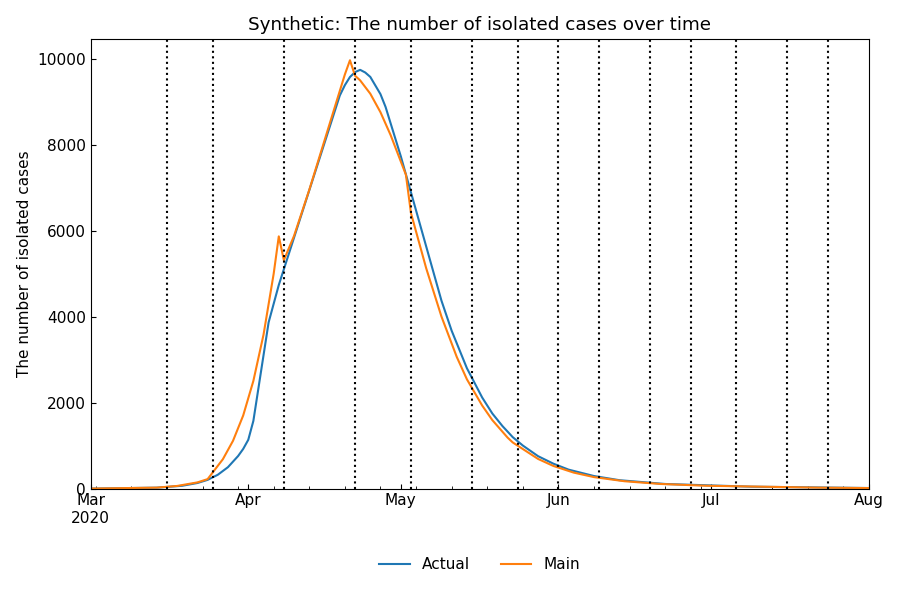 Synthetic: The number of isolated cases over time
The number of isolated cases
10000
8000
6000
4000
2000
0
Mar Apr May Jun Jul Aug
2020
Actual Main